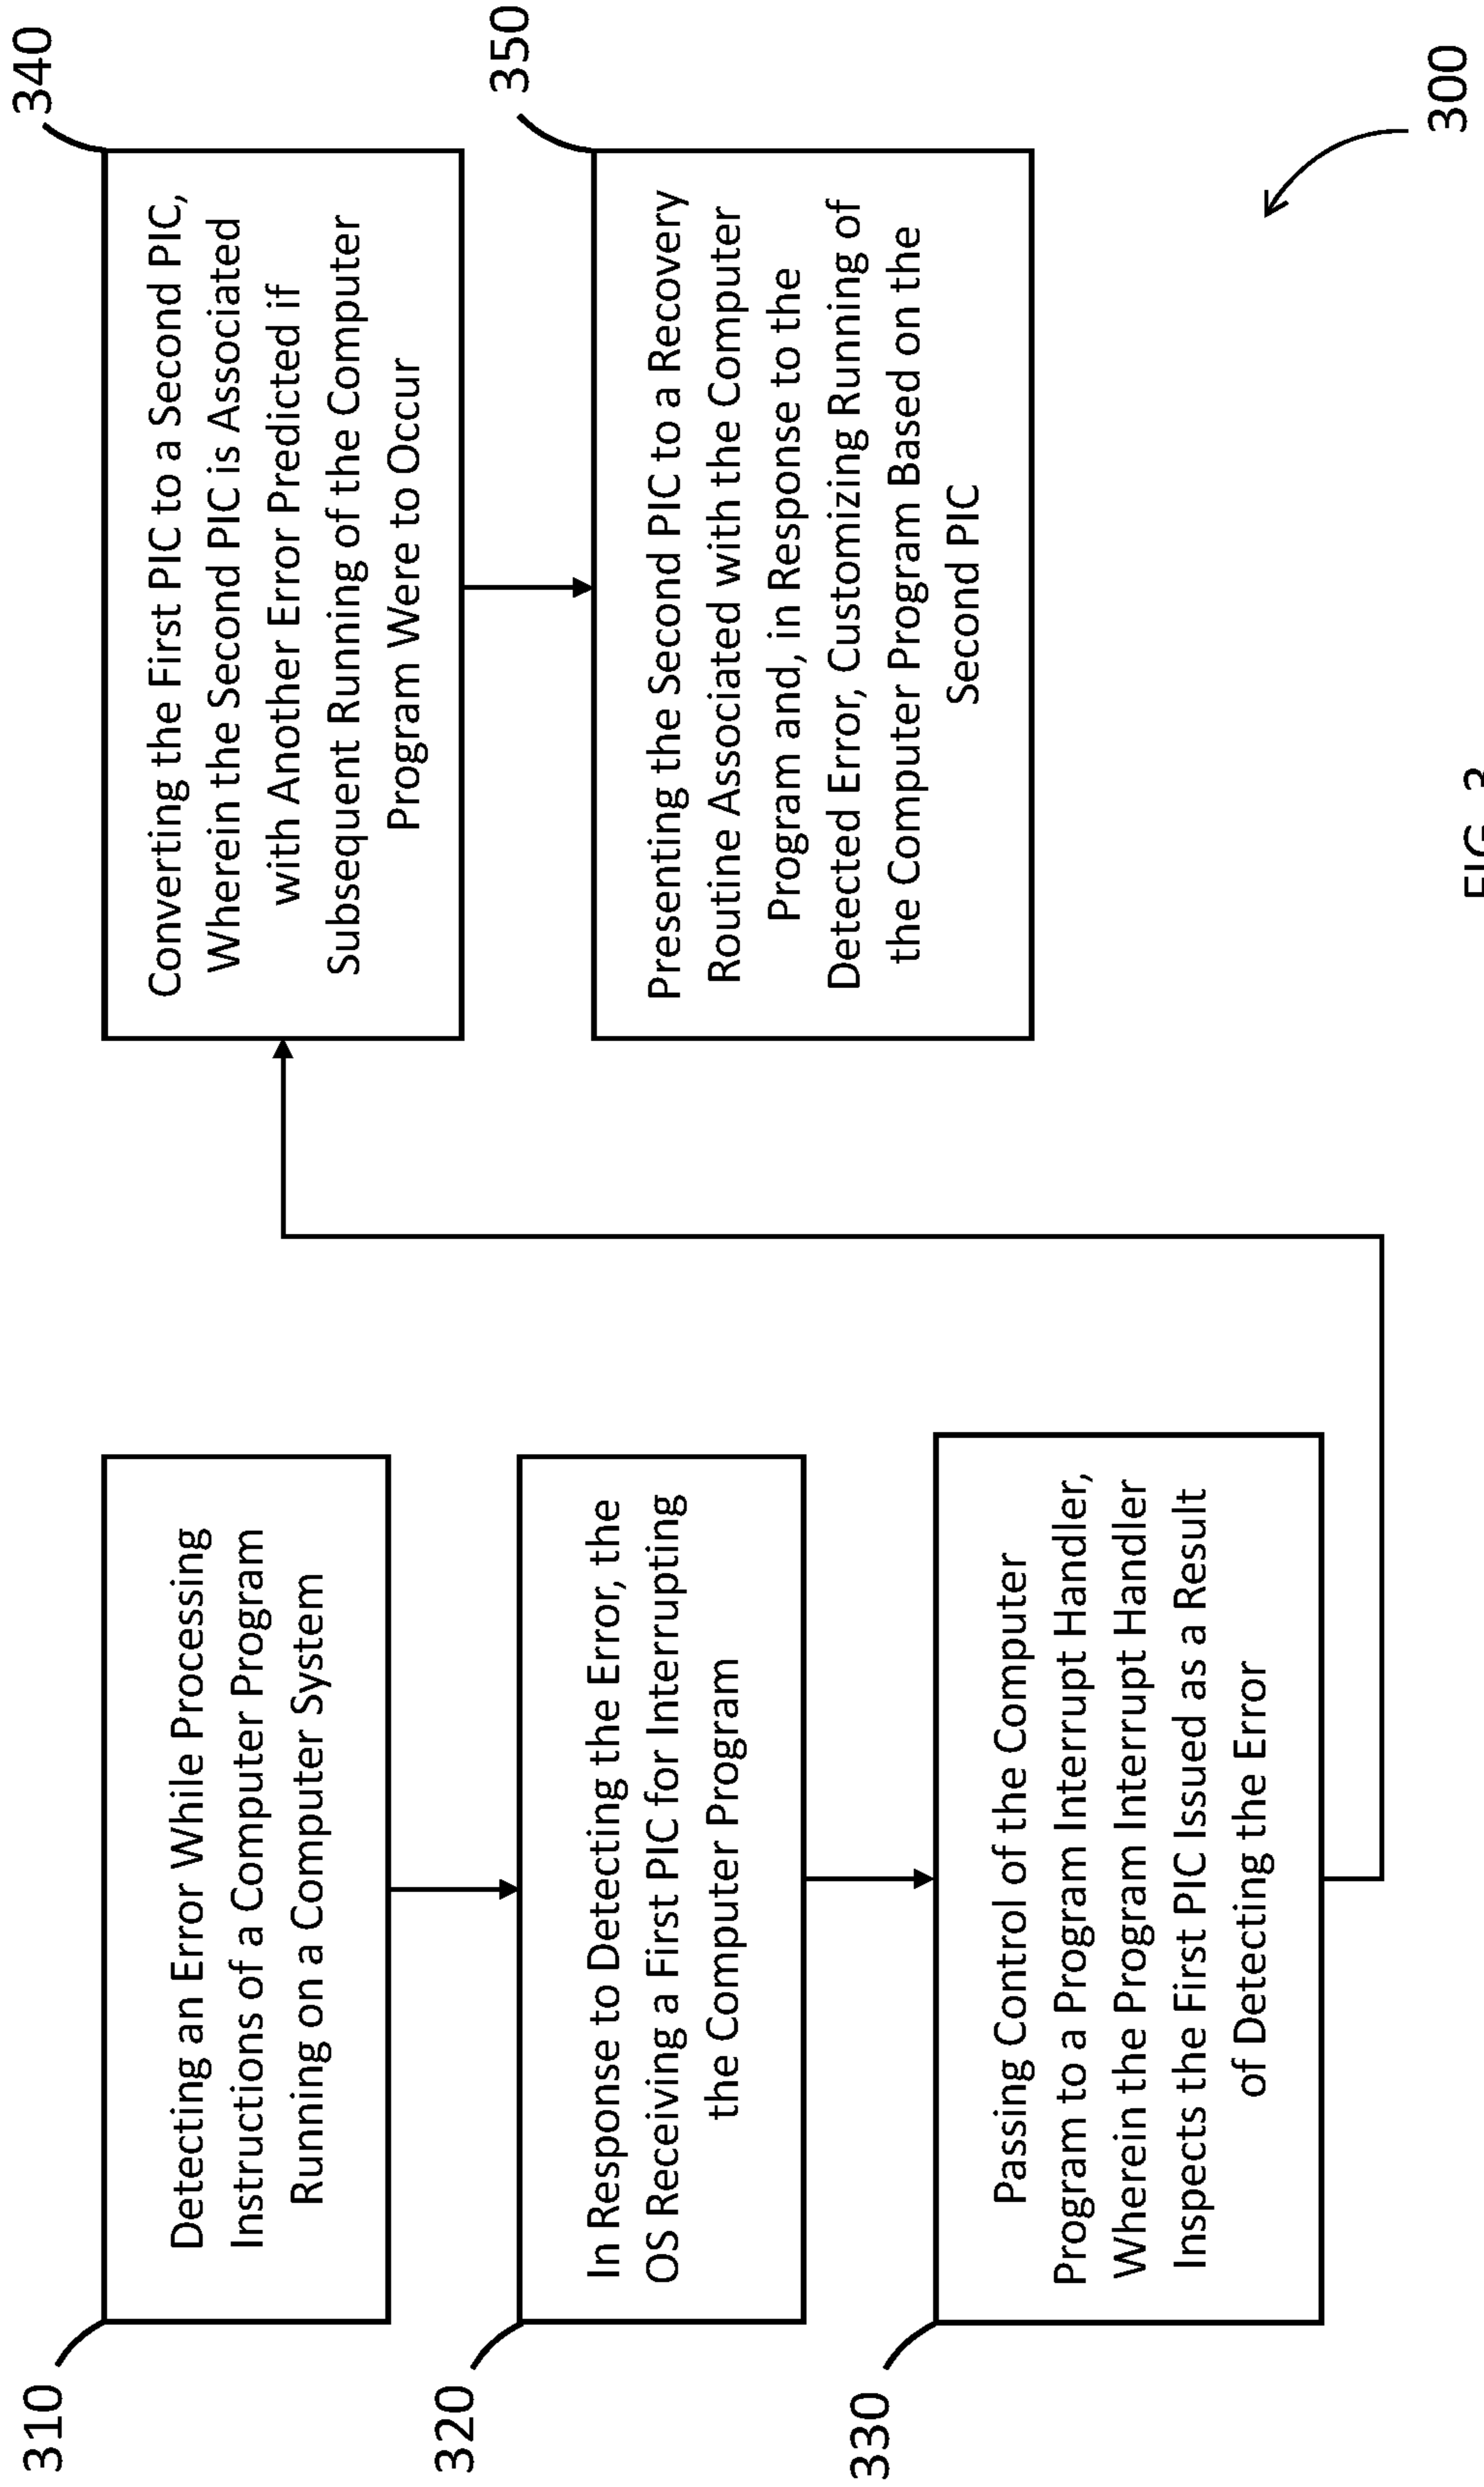 310
Detecting an Error While Processing
Instructions of a Computer Program
Running on a Computer System
320
In Response to Detecting the Error, the
OS Receiving a First PIC for Interrupting
the Computer Program
330
Passing Control of the Computer
Program to a Program Interrupt Handler,
Wherein the Program Interrupt Handler
Inspects the First PIC Issued as a Result
of Detecting the Error
340
Converting the First PIC to a Second PIC,
Wherein the Second PIC is Associated
with Another Error Predicted if
Subsequent Running of the Computer
Program Were to Occur
350
Presenting the Second PIC to a Recovery
Routine Associated with the Computer
Program and, in Response to the
Detected Error, Customizing Running of
the Computer Program Based on the
Second PIC
300
FIG. 3